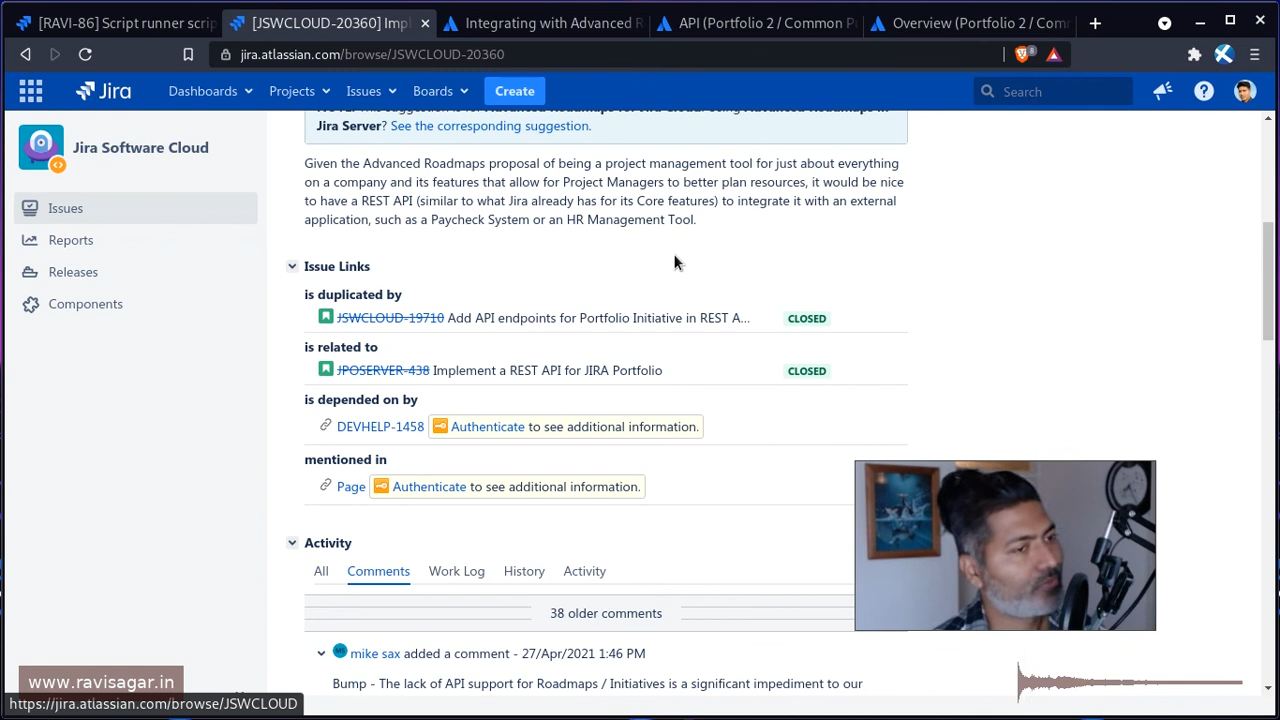 [RAVI-86] Script runner scrip
[JSWCLOUD-20360] Impl
Integrating with Advanced R
API (Portfolio 2 / Common P
Overview (Portfolio 2 / Com
jira.atlassian.com/browse/JSWCLOUD-20360
8
Jira
Dashboards
Projects
Issues
Boards
Create
Search
Jira Software Cloud
Issues
Reports
Releases
Components
Jira Server? See the corresponding suggestion.
Given the Advanced Roadmaps proposal of being a project management tool for just about everything
on a company and its features that allow for Project Managers to better plan resources, it would be nice
to have a REST API (similar to what Jira already has for its Core features) to integrate it with an external
application, such as a Paycheck System or an HR Management Tool.
Issue Links
is duplicated by
JSWCLOUD-19710 Add API endpoints for Portfolio Initiative in REST A... CLOSED
is related to
JPOSERVER-438 Implement a REST API for JIRA Portfolio CLOSED
is depended on by
DEVHELP-1458 Authenticate to see additional information.
mentioned in
Page Authenticate to see additional information.
Activity
All Comments Work Log History Activity
38 older comments
MS mike sax added a comment - 27/Apr/2021 1:46 PM
Bump - The lack of API support for Roadmaps / Initiatives is a significant impediment to our
www.ravisagar.in
https://jira.atlassian.com/browse/JSWCLOUD